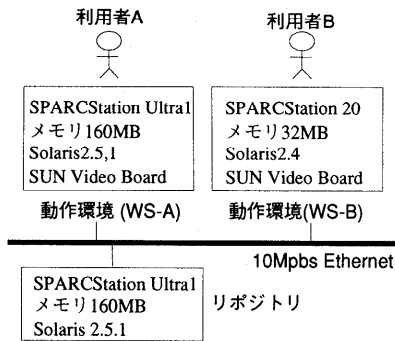 利用者A
利用者B
SPARCStation Ultra1
メモリ160MB
Solaris2.5,1
SUN Video Board
SPARCStation 20
メモリ32MB
Solaris2.4
SUN Video Board
動作環境 (WS-A)
動作環境(WS-B)
10Mpbs Ethernet
SPARCStation Ultra1
メモリ160MB
Solaris 2.5.1
リポジトリ